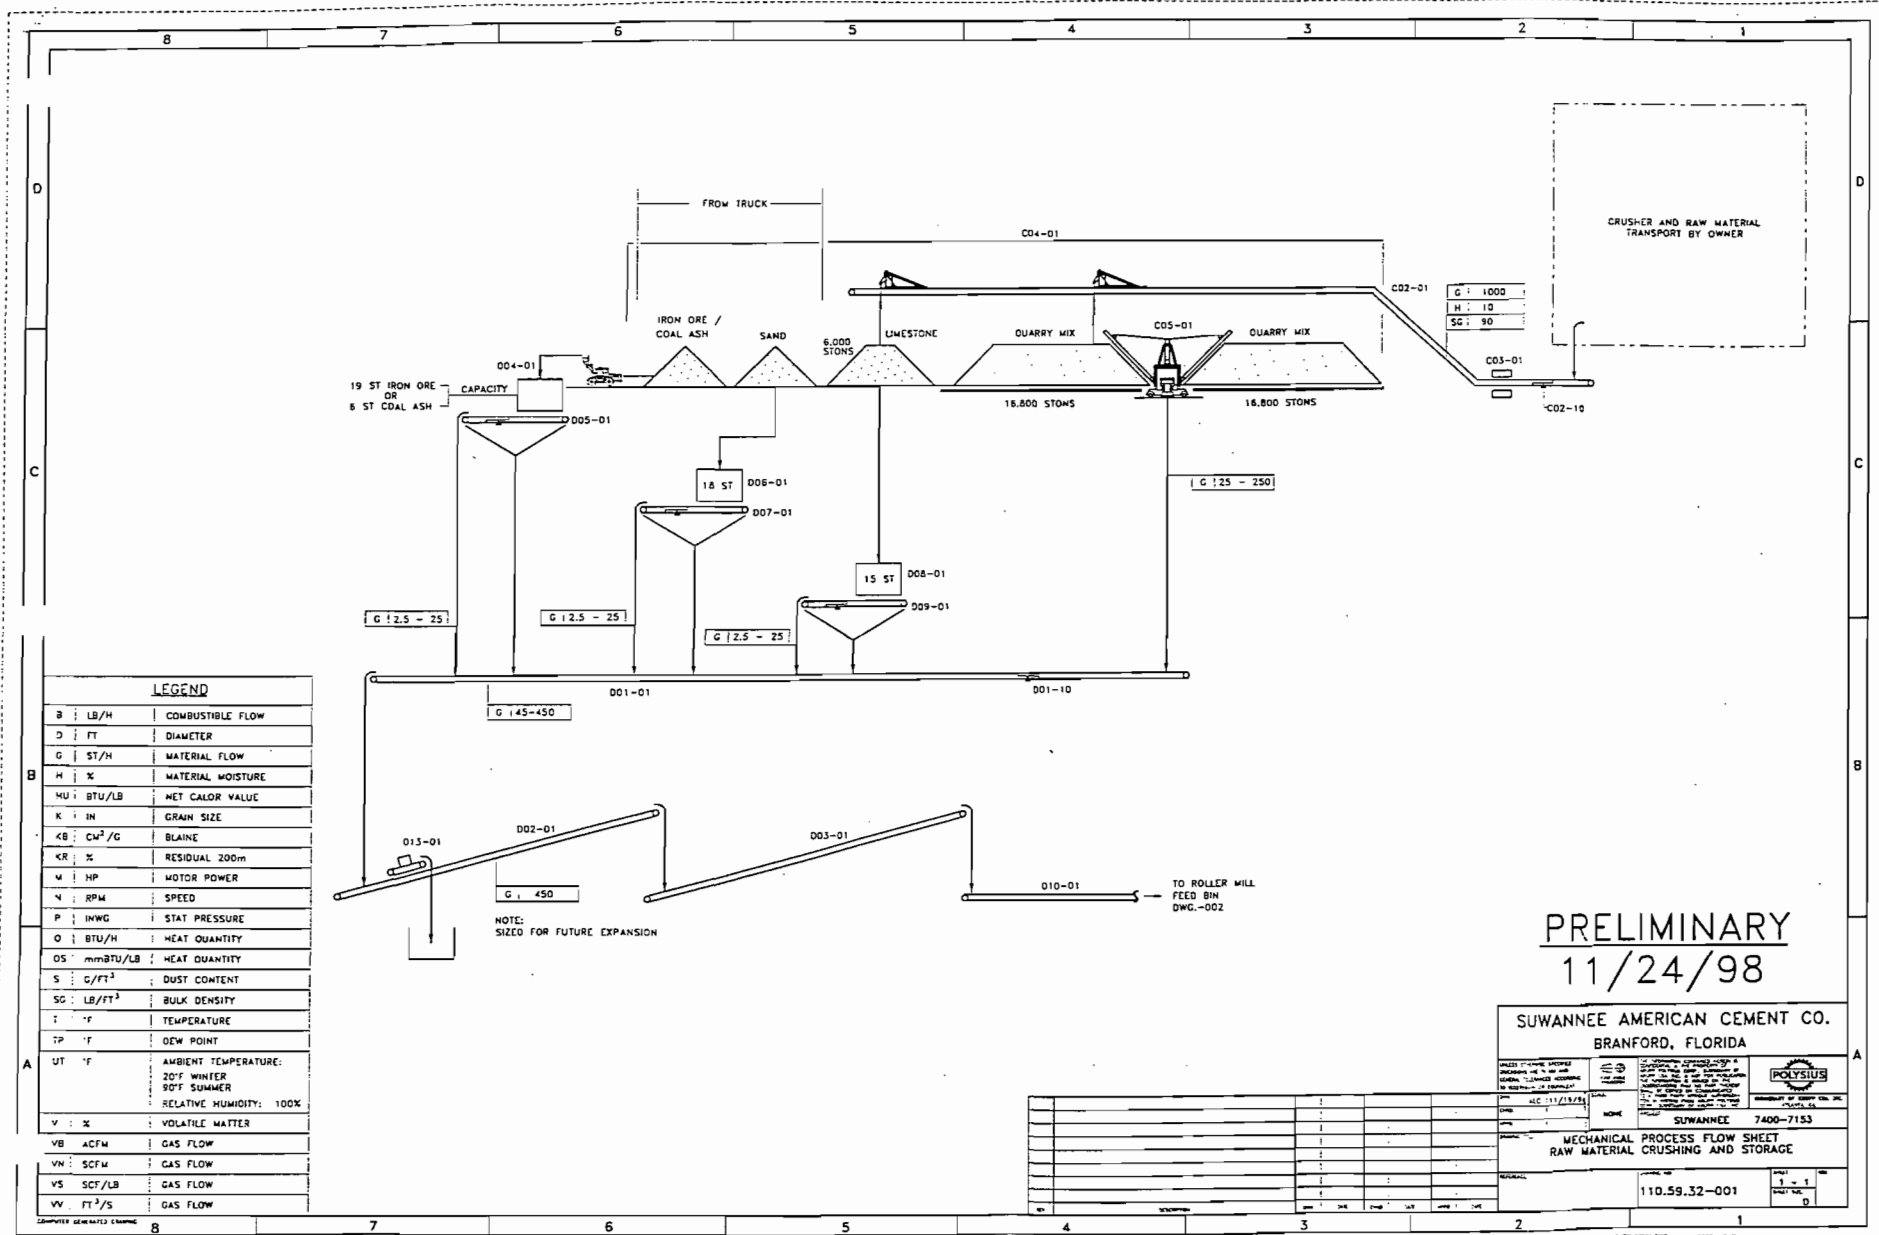 8 7 6 5 4 3 2 1
D
D
FROM TRUCK
C04-01
CRUSHER AND RAW MATERIAL
TRANSPORT BY OWNER
C02-01
G : 1000
H : 10
SG : 90
IRON ORE /
COAL ASH
SAND
6,000
STONS
LIMESTONE
QUARRY MIX
C05-01
QUARRY MIX
C03-01
C02-10
D04-01
19 ST IRON ORE
OR
6 ST COAL ASH
CAPACITY
16,800 STONS
16,800 STONS
D05-01
C
C
18 ST
D06-01
G : 25 - 250
D07-01
15 ST
D08-01
D09-01
G : 2.5 - 25
G : 2.5 - 25
G : 2.5 - 25
D01-01
D01-10
G : 45-450
B
B
D13-01
D02-01
D03-01
D10-01
TO ROLLER MILL
FEED BIN
DWG.-002
G : 450
NOTE:
SIZED FOR FUTURE EXPANSION
LEGEND
B LB/H COMBUSTIBLE FLOW
D FT DIAMETER
G ST/H MATERIAL FLOW
H % MATERIAL MOISTURE
HU BTU/LB NET CALOR VALUE
K IN GRAIN SIZE
KB CM²/G BLAINE
KR % RESIDUAL 200m
M HP MOTOR POWER
N RPM SPEED
P INWG STAT PRESSURE
Q BTU/H HEAT QUANTITY
QS mmBTU/LB HEAT QUANTITY
S G/FT³ DUST CONTENT
SG LB/FT³ BULK DENSITY
T °F TEMPERATURE
TP °F DEW POINT
UT °F AMBIENT TEMPERATURE:
20°F WINTER
90°F SUMMER
RELATIVE HUMIDITY: 100%
V % VOLATILE MATTER
VB ACFM GAS FLOW
VN SCFM GAS FLOW
VS SCF/LB GAS FLOW
VV FT³/S GAS FLOW
COMPUTER GENERATED DRAWING
A
A
PRELIMINARY
11/24/98
SUWANNEE AMERICAN CEMENT CO.
BRANFORD, FLORIDA
POLYSIUS
NONE
SUWANNEE 7400-7153
MECHANICAL PROCESS FLOW SHEET
RAW MATERIAL CRUSHING AND STORAGE
110.59.32-001
1 - 1
D
8 7 6 5 4 3 2 1